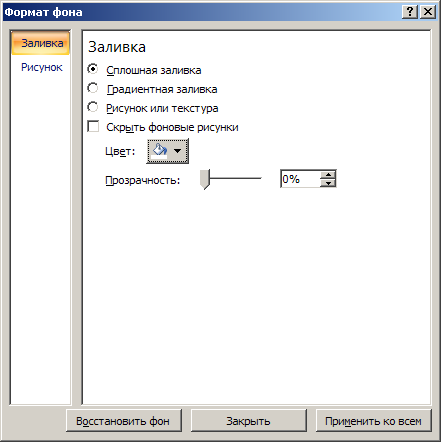 Формат фона
Заливка
Рисунок
Заливка
Сплошная заливка
Градиентная заливка
Рисунок или текстура
Скрыть фоновые рисунки
Цвет:
Прозрачность: 0%
Восстановить фон Закрыть Применить ко всем